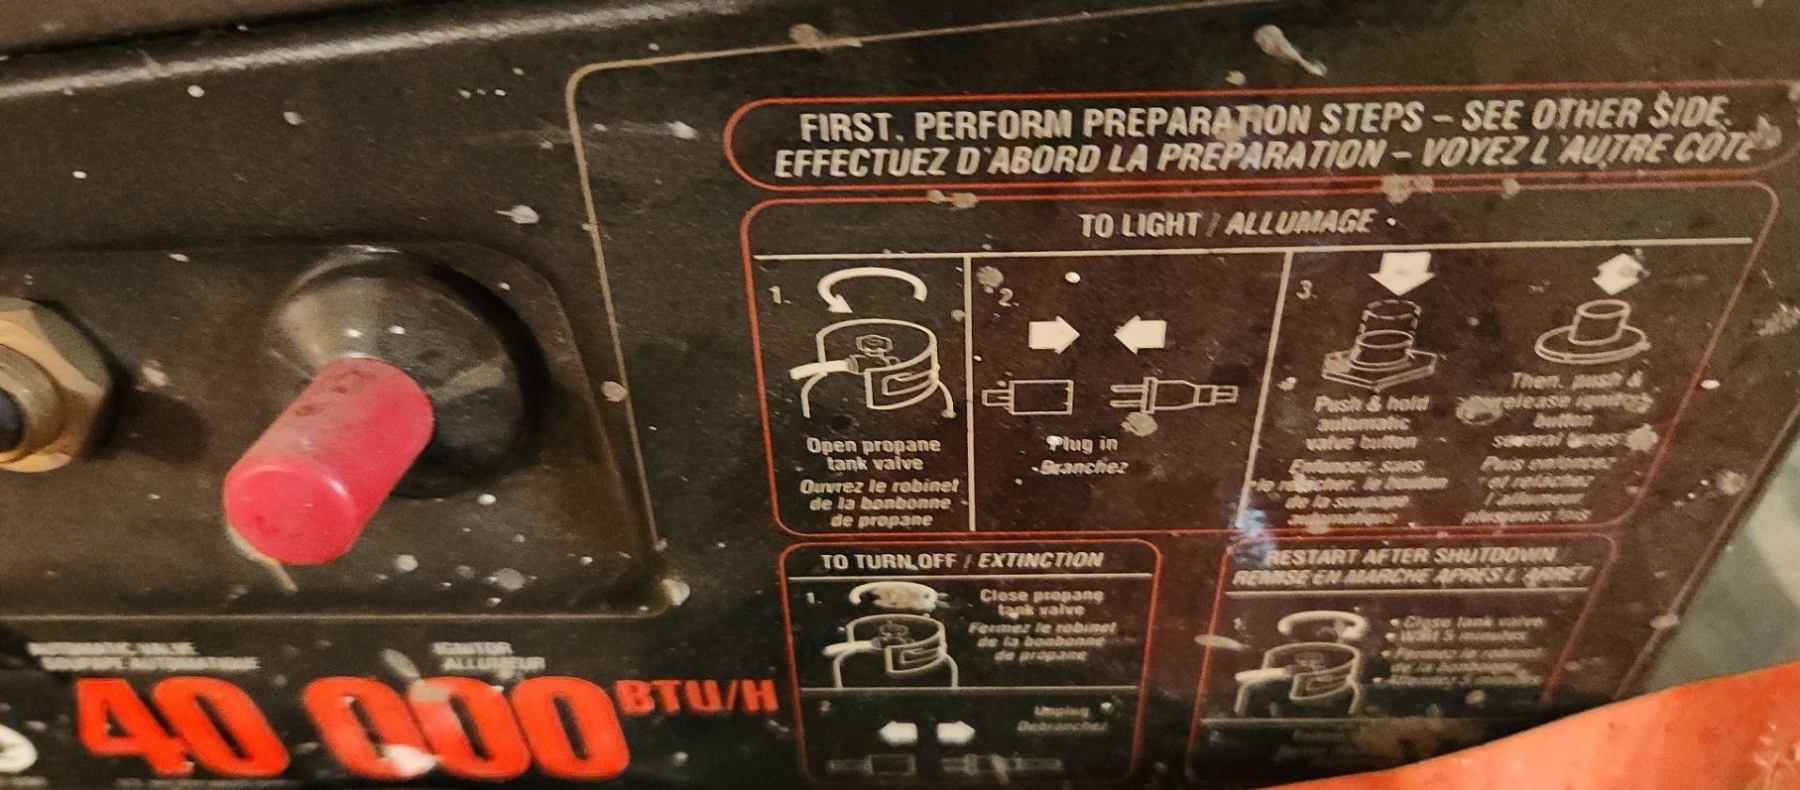 FIRST, PERFORM PREPARATION STEPS – SEE OTHER SIDE.
EFFECTUEZ D'ABORD LA PRÉPARATION – VOYEZ L'AUTRE CÔTÉ
TO LIGHT / ALLUMAGE
1.
Open propane
tank valve
Ouvrez le robinet
de la bonbonne
de propane
2.
Plug in
Branchez
3.
Push & hold
automatic
valve button
Enfoncez, sans
le relâcher, le bouton
de la soupape
Then, push &
release ignitor
button
several times
Puis enfoncez
et relâchez
l'allumeur
plusieurs fois
TO TURN OFF / EXTINCTION
1.
Close propane
tank valve
Fermez le robinet
de la bonbonne
de propane
2.
Unplug
Débranchez
RESTART AFTER SHUTDOWN
REMISE EN MARCHE APRÈS L'ARRÊT
1.
• Close tank valve
• Wait 5 minutes
• Fermez le robinet
de la bonbonne
5 minutes
AUTOMATIC VALVE
SOUPAPE AUTOMATIQUE
IGNITOR
ALLUMEUR
40 000 BTU/H